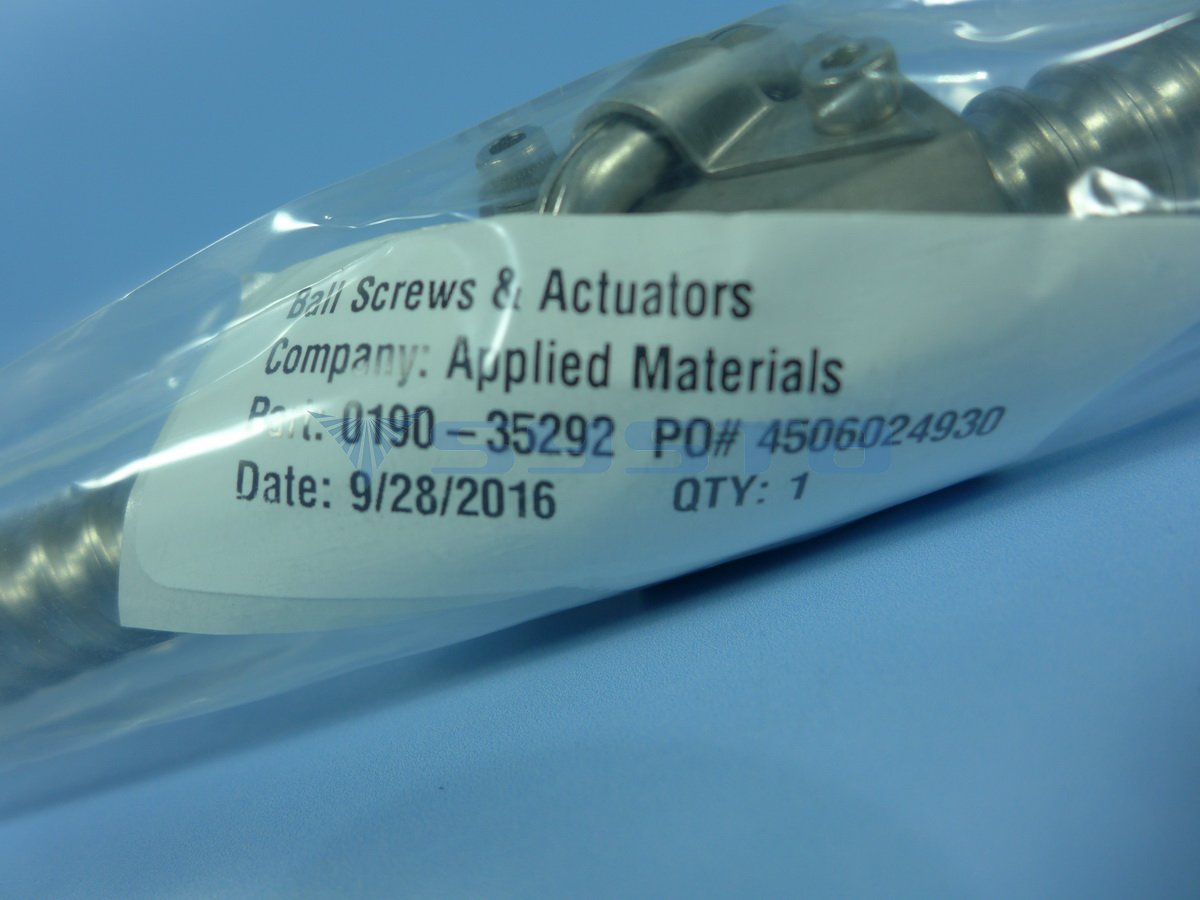 Ball Screws & Actuators
Company: Applied Materials
Part: 0190-35292 PO# 4506024930
Date: 9/28/2016 QTY: 1